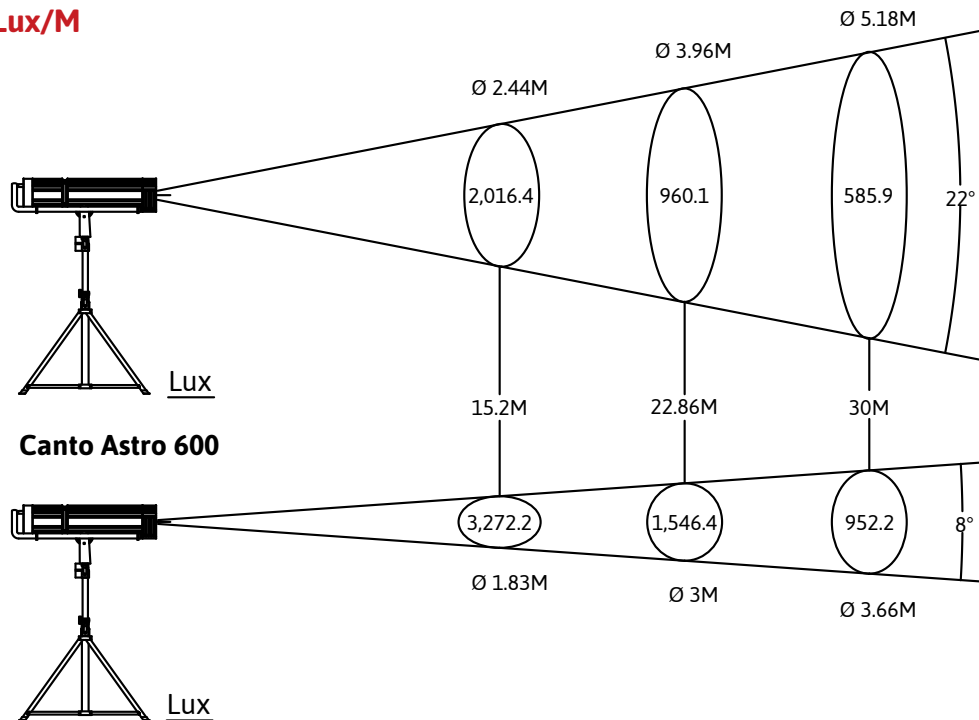 Lux/M
Ø 5.18M
Ø 3.96M
Ø 2.44M
2,016.4
960.1
585.9
22°
Lux
15.2M
22.86M
30M
Canto Astro 600
3,272.2
1,546.4
952.2
8°
Ø 1.83M
Ø 3M
Ø 3.66M
Lux